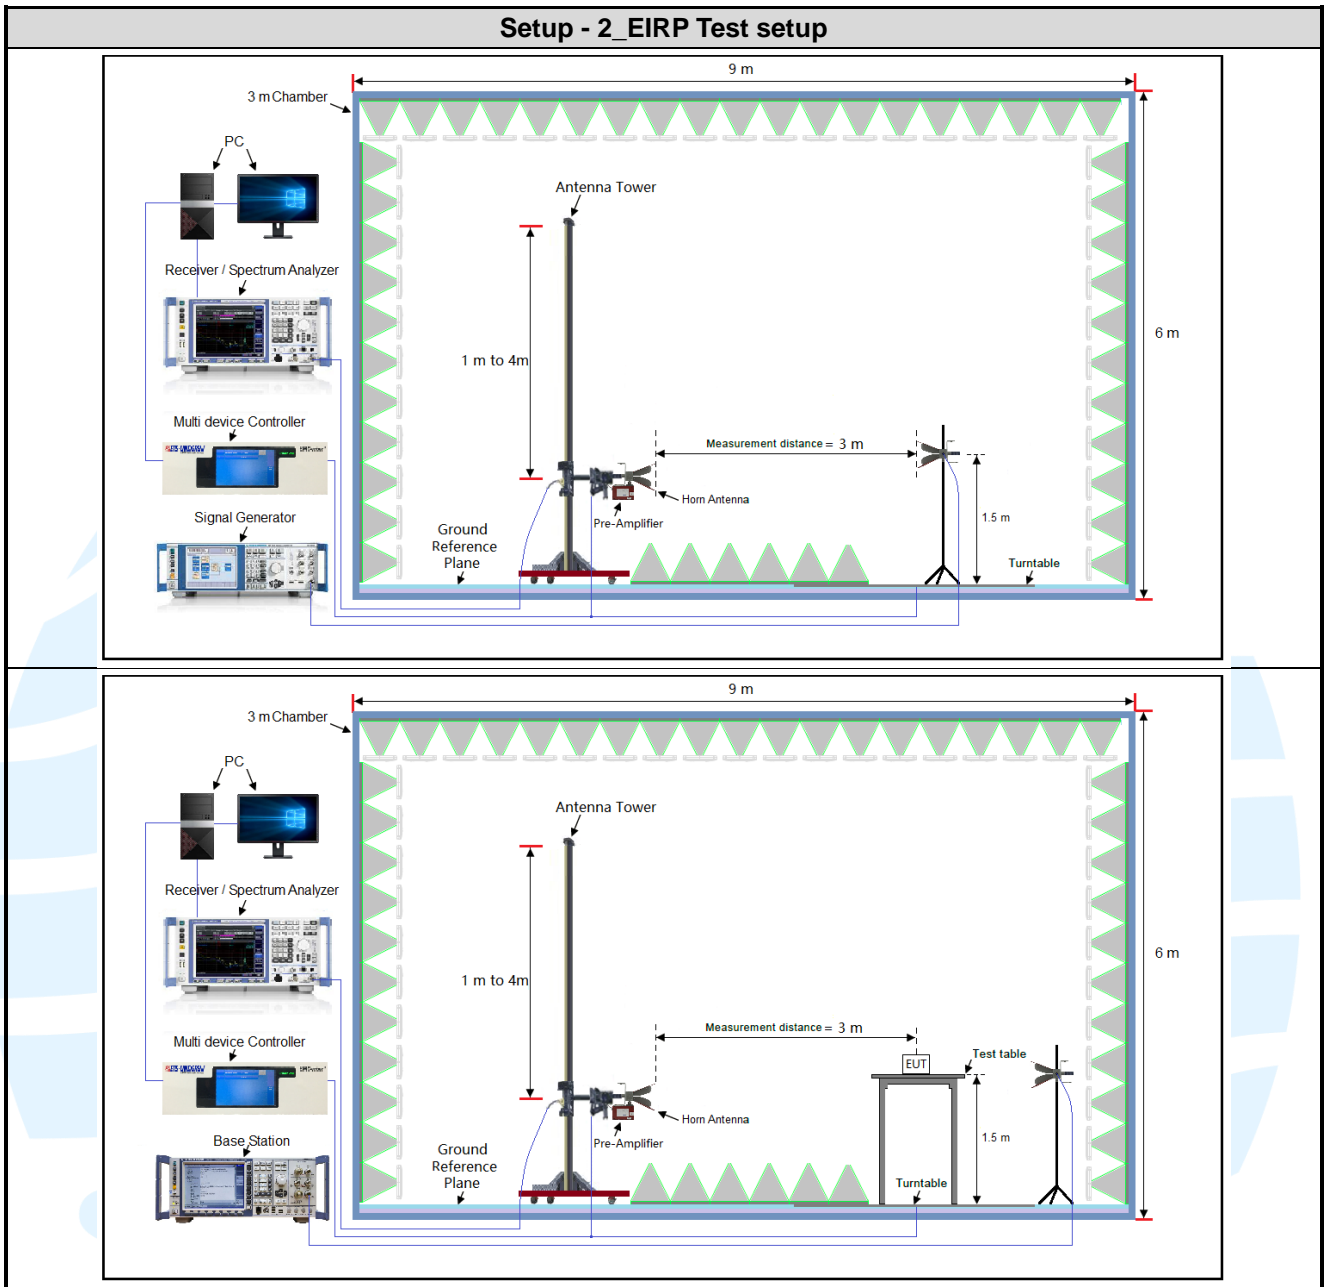 Setup - 2_EIRP Test setup
9 m
3 m Chamber
PC
Antenna Tower
Receiver / Spectrum Analyzer
6 m
1 m to 4m
Multi device Controller
Measurement distance = 3 m
Horn Antenna
Signal Generator
Pre-Amplifier
1.5 m
Ground
Reference
Plane
Turntable
9 m
3 m Chamber
PC
Antenna Tower
Receiver / Spectrum Analyzer
6 m
1 m to 4m
Multi device Controller
Measurement distance = 3 m
Test table
EUT
Horn Antenna
Base Station
Pre-Amplifier
1.5 m
Ground
Reference
Plane
Turntable